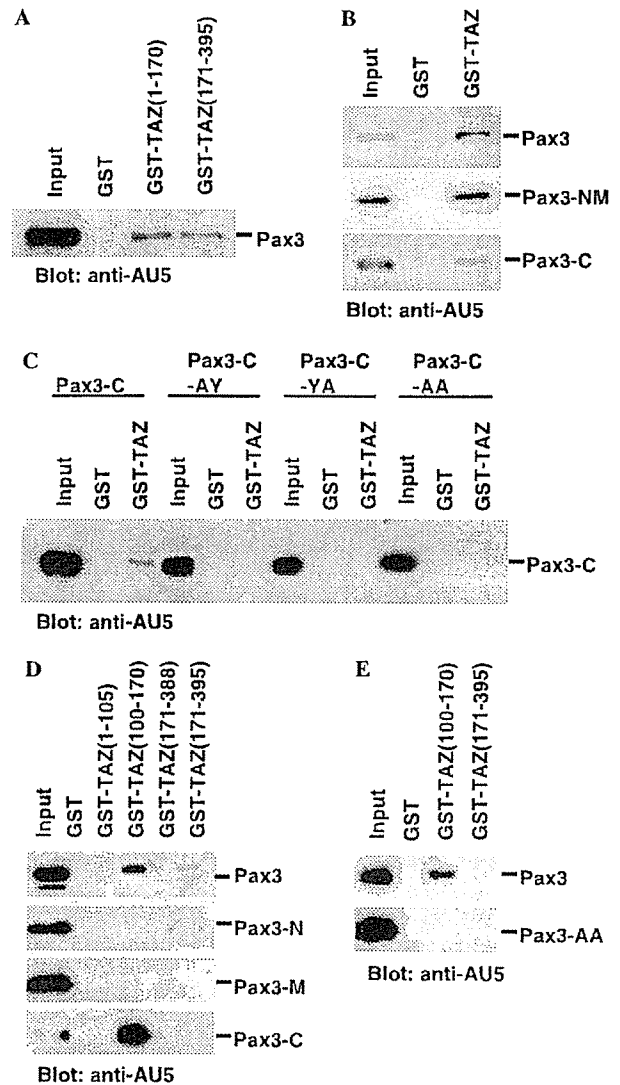 A
Input
GST
GST-TAZ(1-170)
GST-TAZ(171-395)
Pax3
Blot: anti-AU5
B
Input
GST
GST-TAZ
Pax3
Pax3-NM
Pax3-C
Blot: anti-AU5
C
Pax3-C
Pax3-C
-AY
Pax3-C
-YA
Pax3-C
-AA
Input
GST
GST-TAZ
Input
GST
GST-TAZ
Input
GST
GST-TAZ
Input
GST
GST-TAZ
Pax3-C
Blot: anti-AU5
D
Input
GST
GST-TAZ(1-105)
GST-TAZ(100-170)
GST-TAZ(171-388)
GST-TAZ(171-395)
Pax3
Pax3-N
Pax3-M
Pax3-C
Blot: anti-AU5
E
Input
GST
GST-TAZ(100-170)
GST-TAZ(171-395)
Pax3
Pax3-AA
Blot: anti-AU5